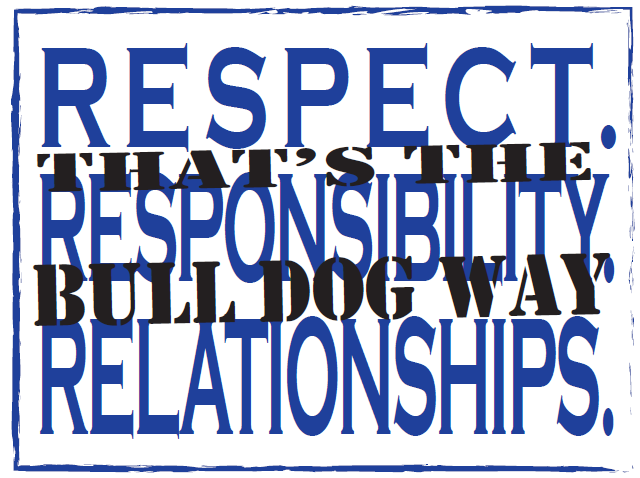 RESPECT.
THAT'S THE
RESPONSIBILITY.
BULL DOG WAY
RELATIONSHIPS.